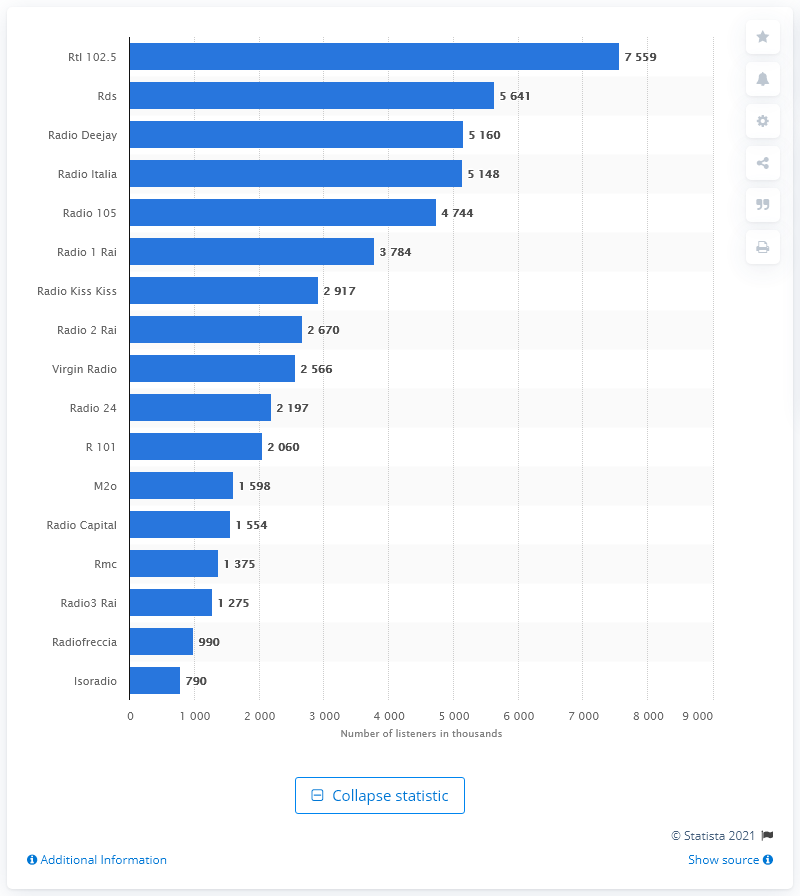 Rtl 102.5 7 559
Rds 5 641
Radio Deejay 5 160
Radio Italia 5 148
Radio 105 4 744
Radio 1 Rai 3 784
Radio Kiss Kiss 2 917
Radio 2 Rai 2 670
Virgin Radio 2 566
Radio 24 2 197
R 101 2 060
M2o 1 598
Radio Capital 1 554
Rmc 1 375
Radio3 Rai 1 275
Radiofreccia 990
Isoradio 790
0 1 000 2 000 3 000 4 000 5 000 6 000 7 000 8 000 9 000
Number of listeners in thousands
Collapse statistic
© Statista 2021
Additional Information Show source